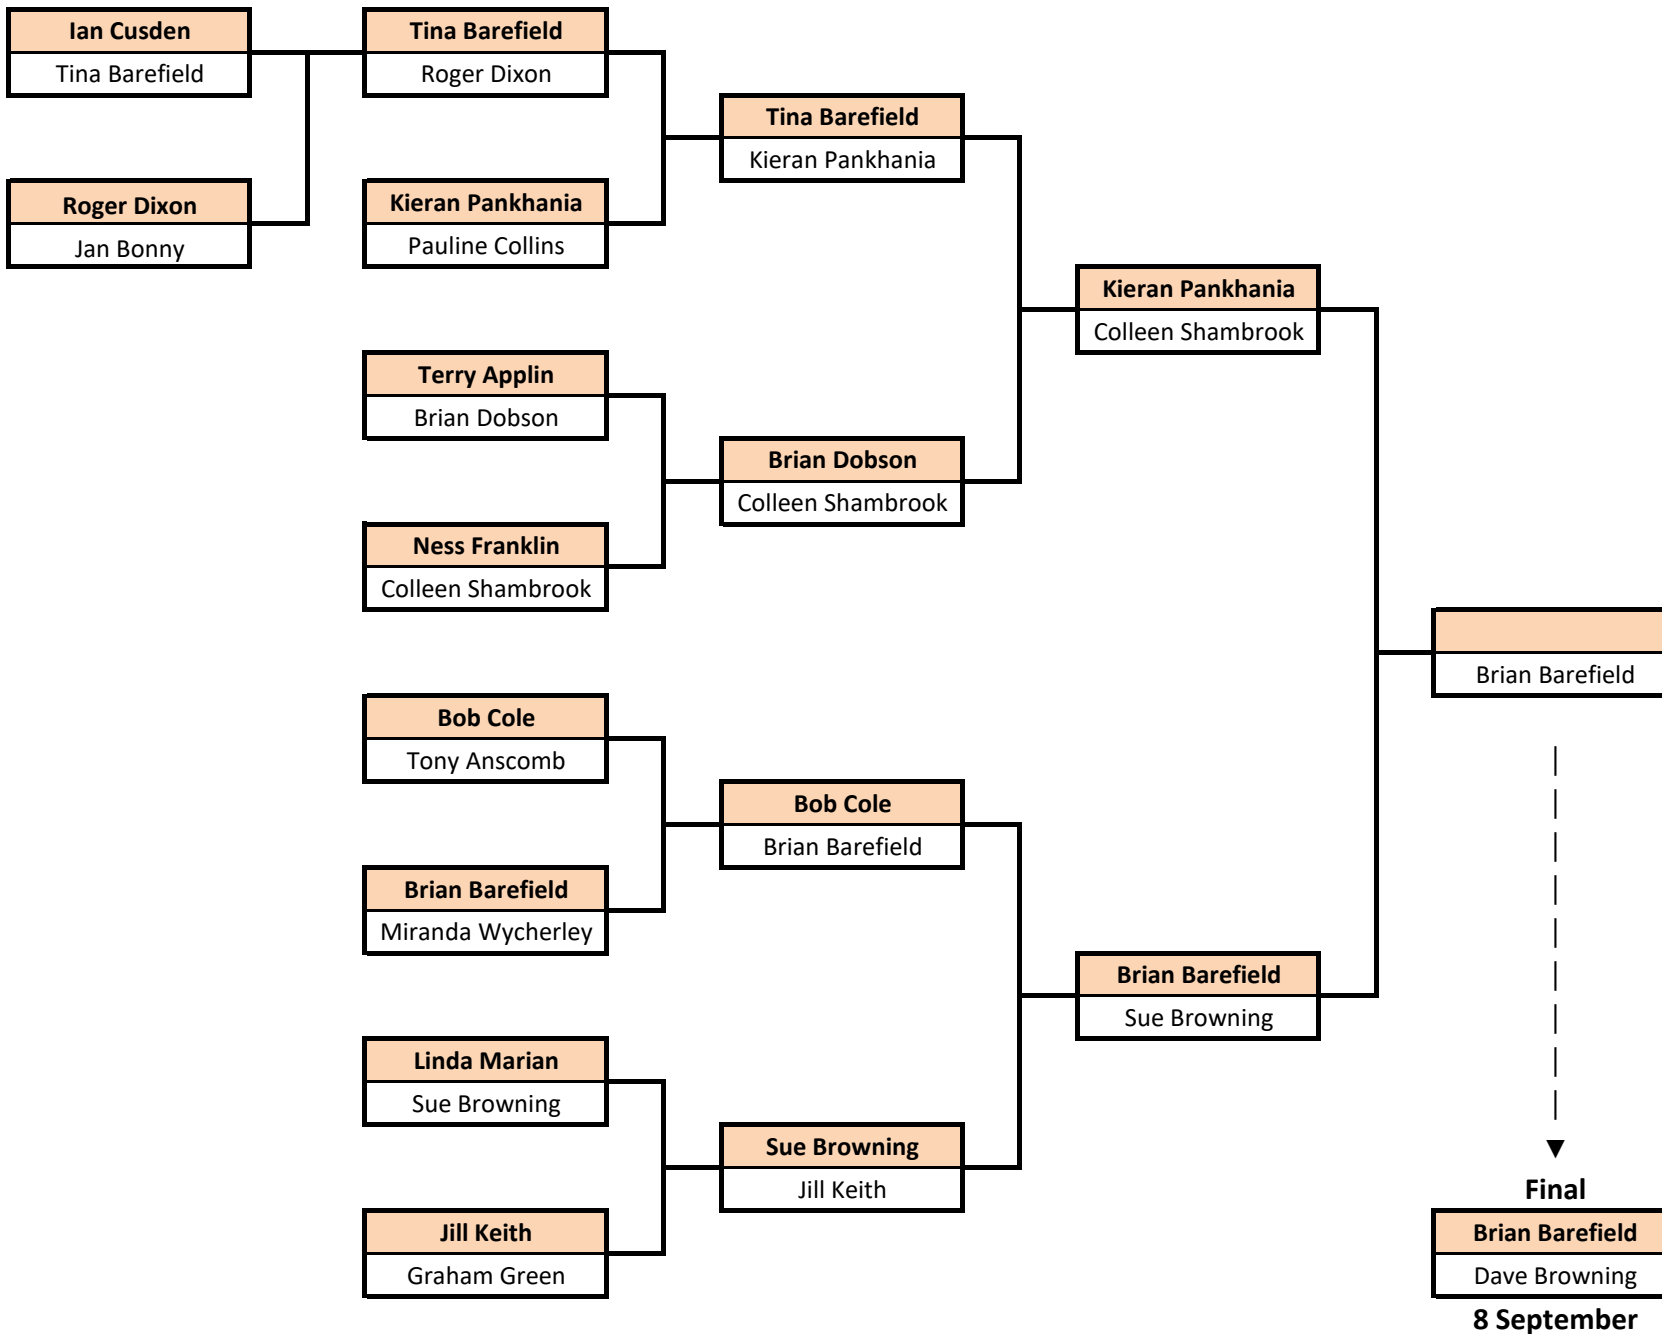 Ian Cusden
Tina Barefield
Roger Dixon
Jan Bonny
Tina Barefield
Roger Dixon
Kieran Pankhania
Pauline Collins
Terry Applin
Brian Dobson
Ness Franklin
Colleen Shambrook
Bob Cole
Tony Anscomb
Brian Barefield
Miranda Wycherley
Linda Marian
Sue Browning
Jill Keith
Graham Green
Tina Barefield
Kieran Pankhania
Brian Dobson
Colleen Shambrook
Bob Cole
Brian Barefield
Sue Browning
Jill Keith
Kieran Pankhania
Colleen Shambrook
Brian Barefield
Sue Browning
Brian Barefield
Final
Brian Barefield
Dave Browning
8 September